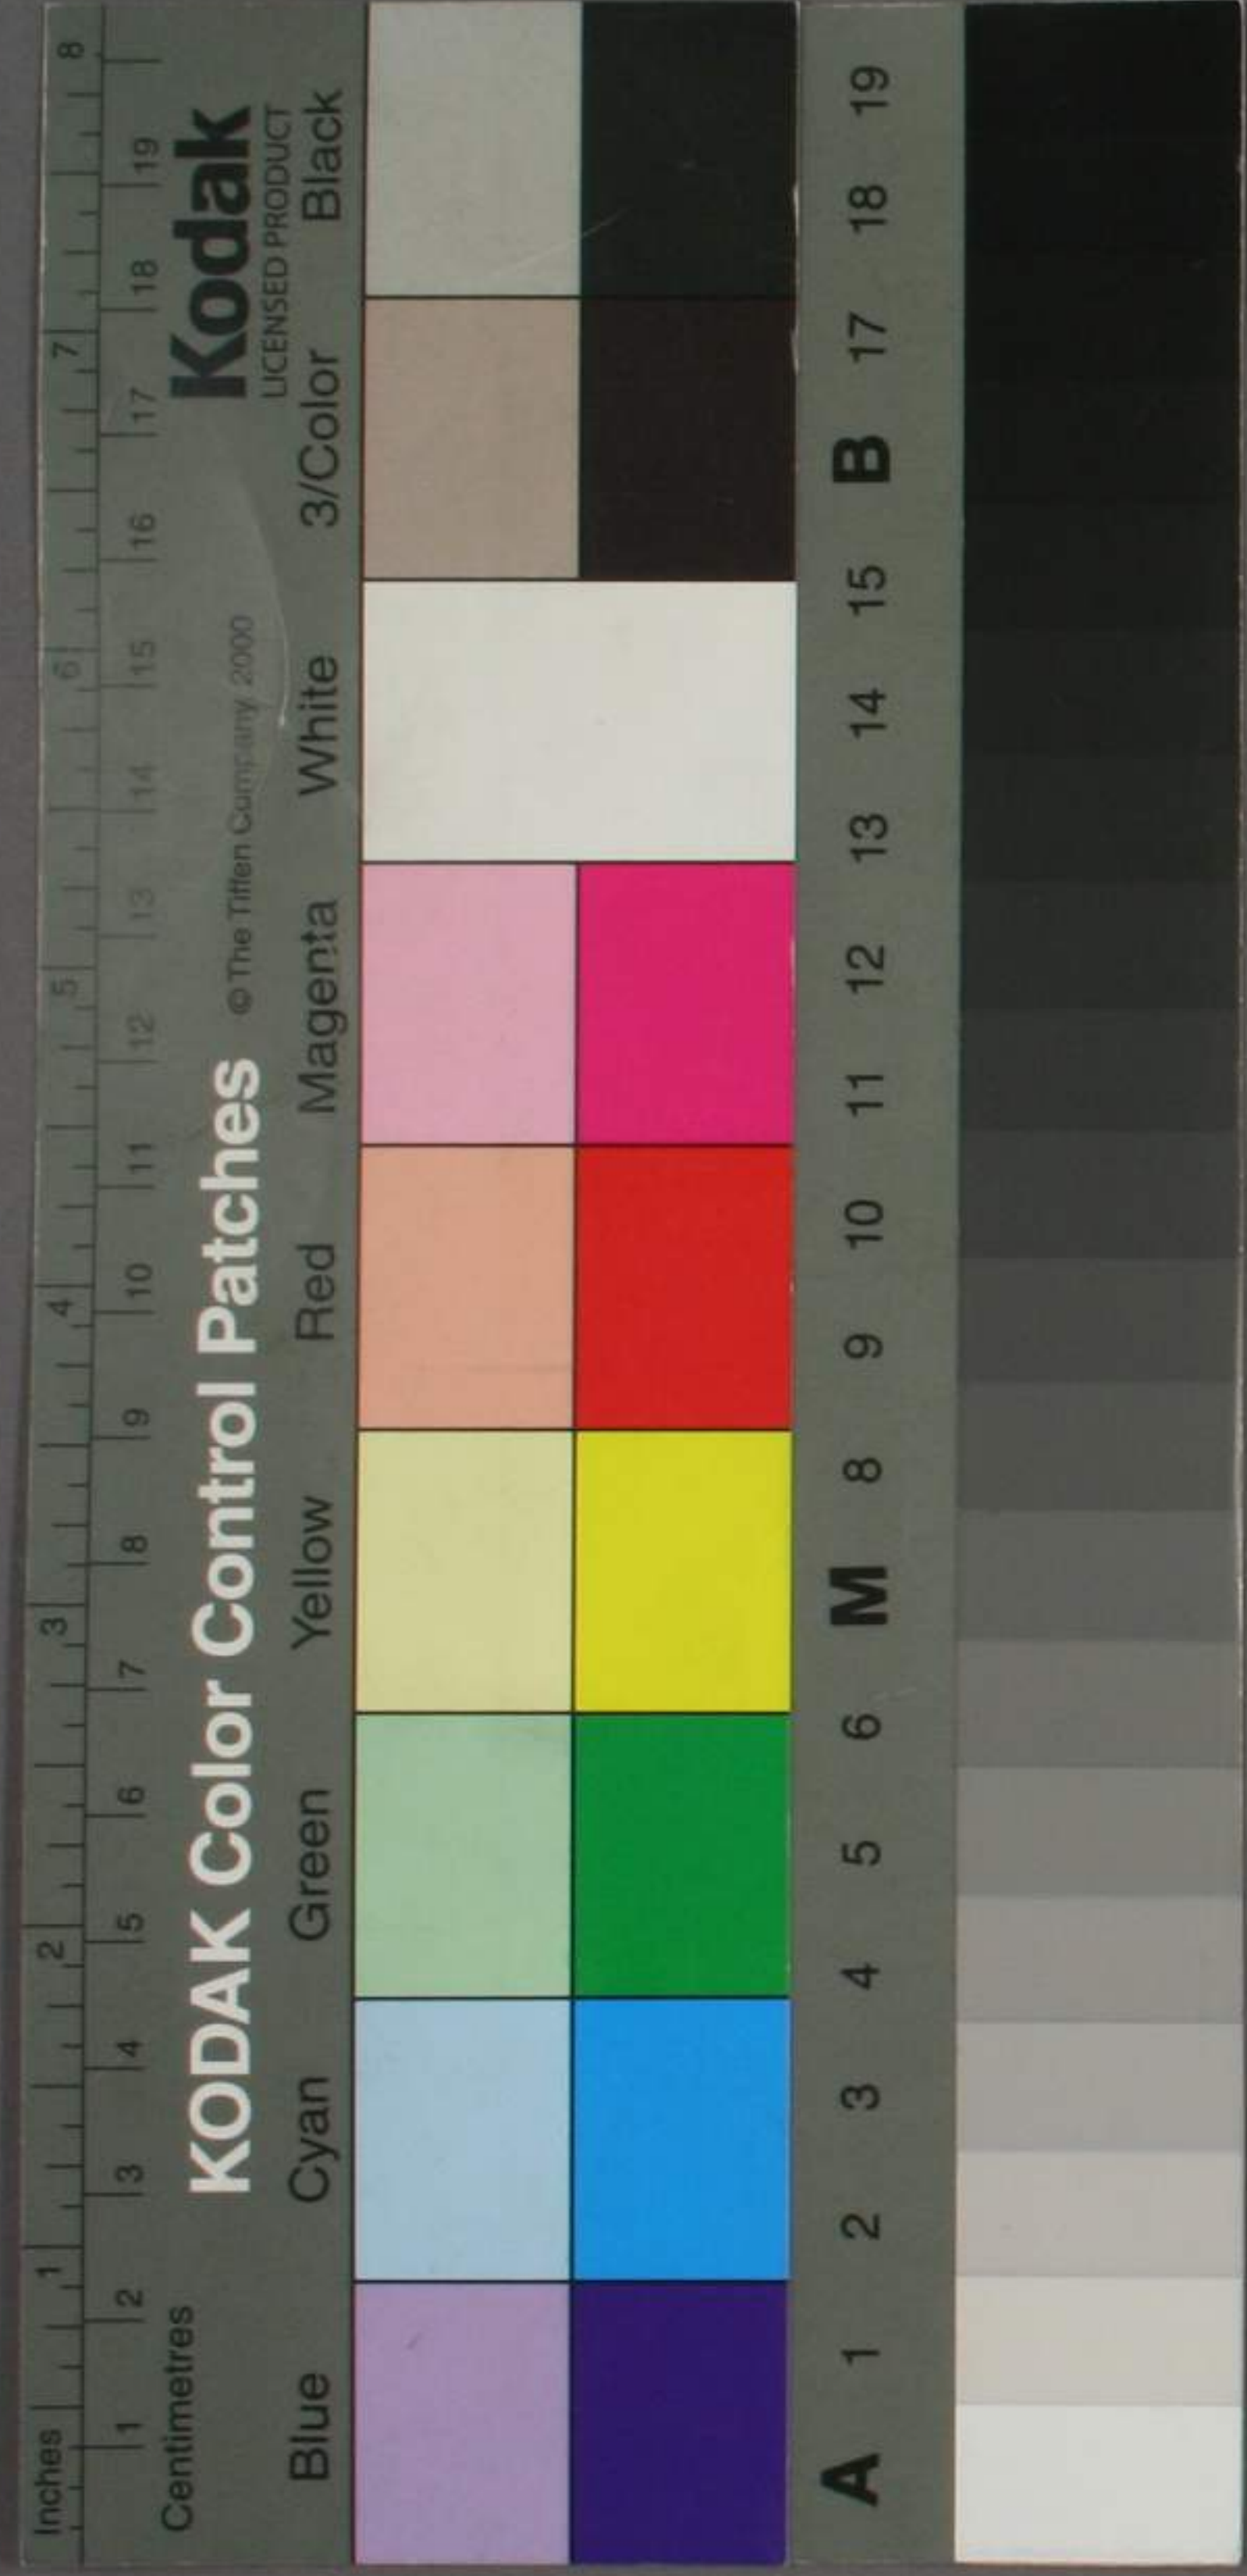 Inches 1 2 3 4 5 6 7 8
Centimetres 1 2 3 4 5 6 7 8 9 10 11 12 13 14 15 16 17 18 19
KODAK Color Control Patches © The Tiffen Company, 2000 Kodak
LICENSED PRODUCT
Blue Cyan Green Yellow Red Magenta White 3/Color Black
A 1 2 3 4 5 6 M 8 9 10 11 12 13 14 15 B 17 18 19